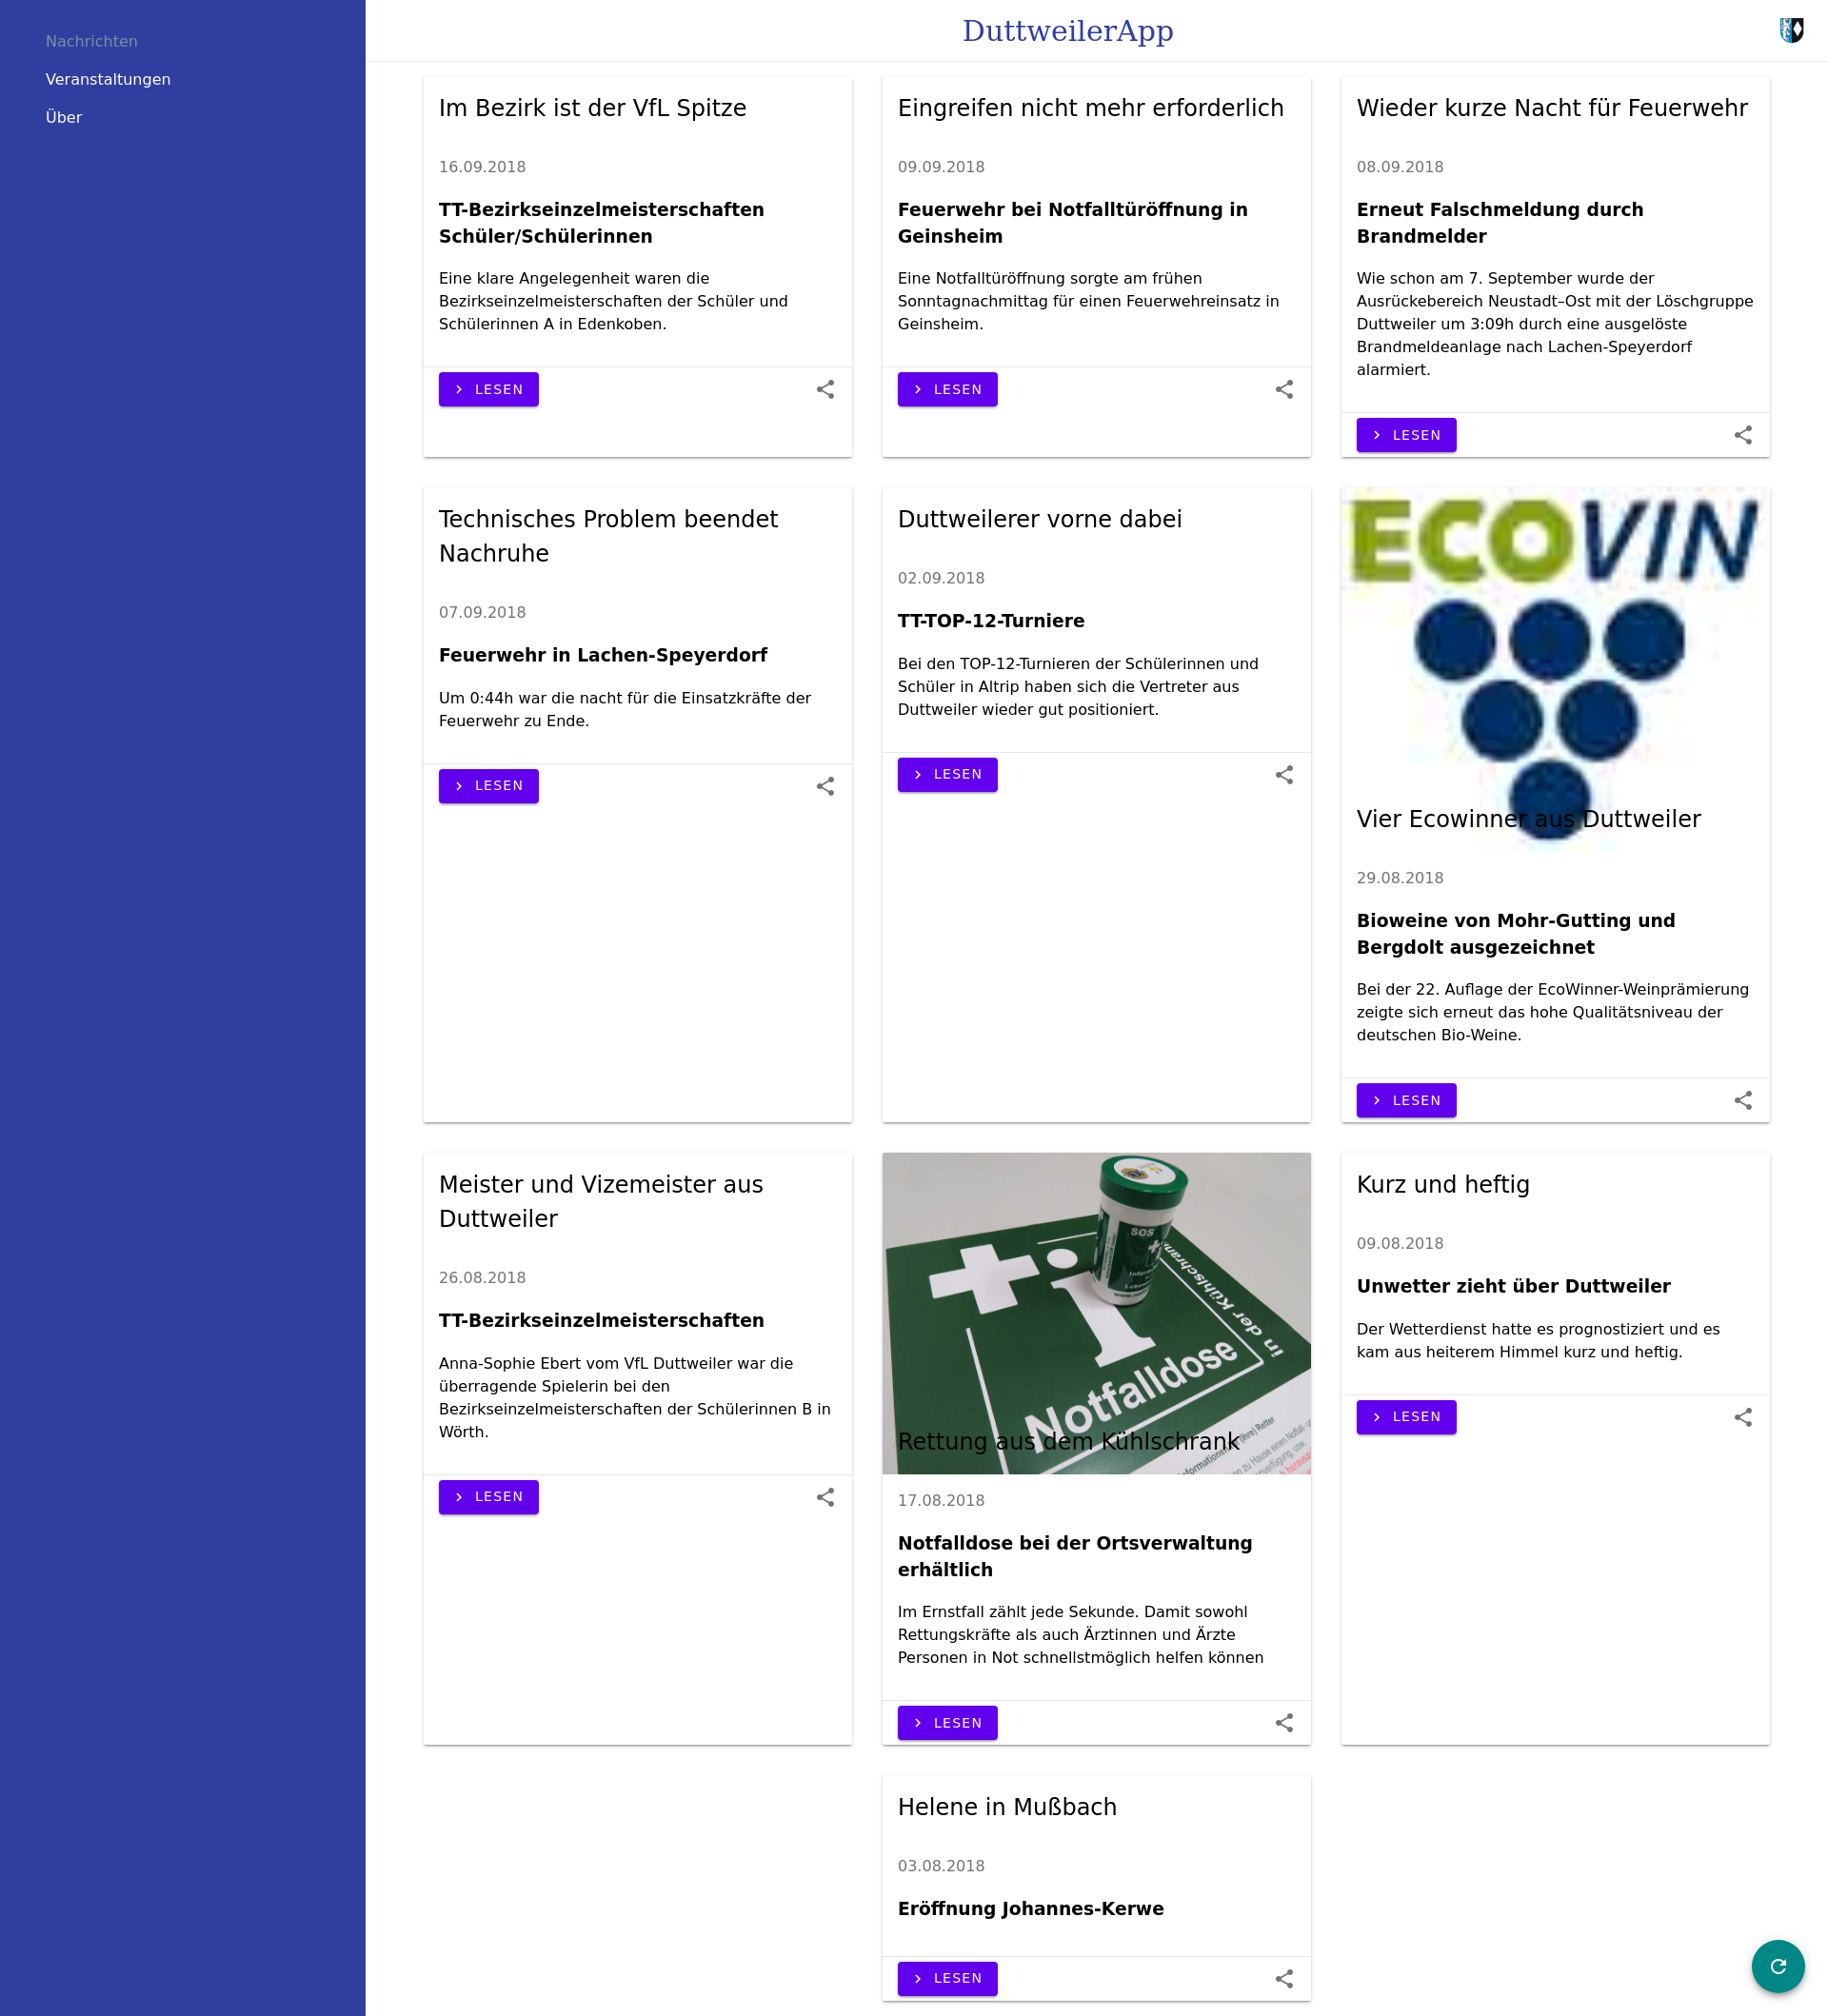 Nachrichten
Veranstaltungen
Über
DuttweilerApp
Im Bezirk ist der VfL Spitze
16.09.2018
TT-Bezirkseinzelmeisterschaften
Schüler/Schülerinnen
Eine klare Angelegenheit waren die
Bezirkseinzelmeisterschaften der Schüler und
Schülerinnen A in Edenkoben.
LESEN
Eingreifen nicht mehr erforderlich
09.09.2018
Feuerwehr bei Notfalltüröffnung in
Geinsheim
Eine Notfalltüröffnung sorgte am frühen
Sonntagnachmittag für einen Feuerwehreinsatz in
Geinsheim.
LESEN
Wieder kurze Nacht für Feuerwehr
08.09.2018
Erneut Falschmeldung durch
Brandmelder
Wie schon am 7. September wurde der
Ausrückebereich Neustadt–Ost mit der Löschgruppe
Duttweiler um 3:09h durch eine ausgelöste
Brandmeldeanlage nach Lachen-Speyerdorf
alarmiert.
LESEN
Technisches Problem beendet
Nachruhe
07.09.2018
Feuerwehr in Lachen-Speyerdorf
Um 0:44h war die nacht für die Einsatzkräfte der
Feuerwehr zu Ende.
LESEN
Duttweilerer vorne dabei
02.09.2018
TT-TOP-12-Turniere
Bei den TOP-12-Turnieren der Schülerinnen und
Schüler in Altrip haben sich die Vertreter aus
Duttweiler wieder gut positioniert.
LESEN
ECOVIN
Vier Ecowinner aus Duttweiler
29.08.2018
Bioweine von Mohr-Gutting und
Bergdolt ausgezeichnet
Bei der 22. Auflage der EcoWinner-Weinprämierung
zeigte sich erneut das hohe Qualitätsniveau der
deutschen Bio-Weine.
LESEN
Meister und Vizemeister aus
Duttweiler
26.08.2018
TT-Bezirkseinzelmeisterschaften
Anna-Sophie Ebert vom VfL Duttweiler war die
überragende Spielerin bei den
Bezirkseinzelmeisterschaften der Schülerinnen B in
Wörth.
LESEN
SOS
in der Kühlschrank
Notfalldose
Rettung aus dem Kühlschrank
17.08.2018
Notfalldose bei der Ortsverwaltung
erhältlich
Im Ernstfall zählt jede Sekunde. Damit sowohl
Rettungskräfte als auch Ärztinnen und Ärzte
Personen in Not schnellstmöglich helfen können
LESEN
Kurz und heftig
09.08.2018
Unwetter zieht über Duttweiler
Der Wetterdienst hatte es prognostiziert und es
kam aus heiterem Himmel kurz und heftig.
LESEN
Helene in Mußbach
03.08.2018
Eröffnung Johannes-Kerwe
LESEN